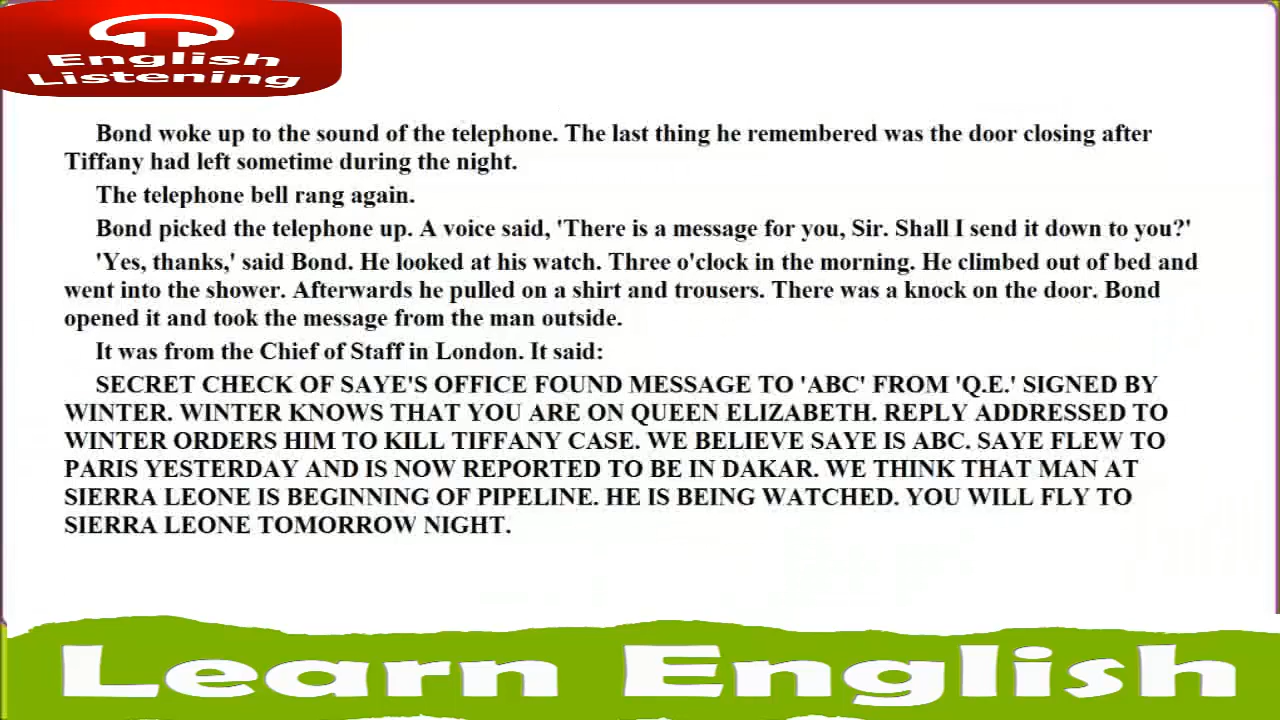 English
Listening
Bond woke up to the sound of the telephone. The last thing he remembered was the door closing after
Tiffany had left sometime during the night.
The telephone bell rang again.
Bond picked the telephone up. A voice said, 'There is a message for you, Sir. Shall I send it down to you?'
'Yes, thanks,' said Bond. He looked at his watch. Three o'clock in the morning. He climbed out of bed and
went into the shower. Afterwards he pulled on a shirt and trousers. There was a knock on the door. Bond
opened it and took the message from the man outside.
It was from the Chief of Staff in London. It said:
SECRET CHECK OF SAYE'S OFFICE FOUND MESSAGE TO 'ABC' FROM 'Q.E.' SIGNED BY
WINTER. WINTER KNOWS THAT YOU ARE ON QUEEN ELIZABETH. REPLY ADDRESSED TO
WINTER ORDERS HIM TO KILL TIFFANY CASE. WE BELIEVE SAYE IS ABC. SAYE FLEW TO
PARIS YESTERDAY AND IS NOW REPORTED TO BE IN DAKAR. WE THINK THAT MAN AT
SIERRA LEONE IS BEGINNING OF PIPELINE. HE IS BEING WATCHED. YOU WILL FLY TO
SIERRA LEONE TOMORROW NIGHT.
Learn English